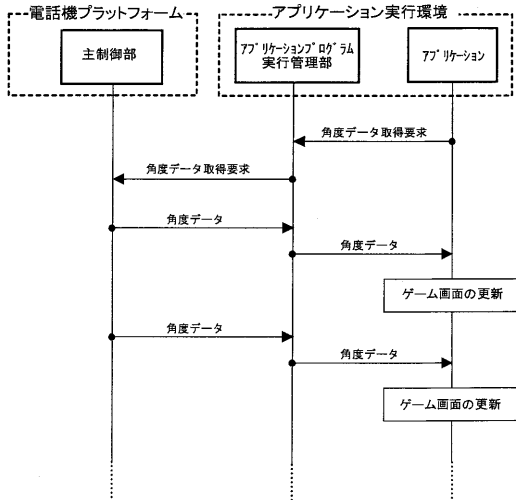 電話機プラットフォーム
アプリケーション実行環境
主制御部
アプリケーションプログラム
実行管理部
アプリケーション
角度データ取得要求
角度データ取得要求
角度データ
角度データ
ゲーム画面の更新
角度データ
角度データ
ゲーム画面の更新